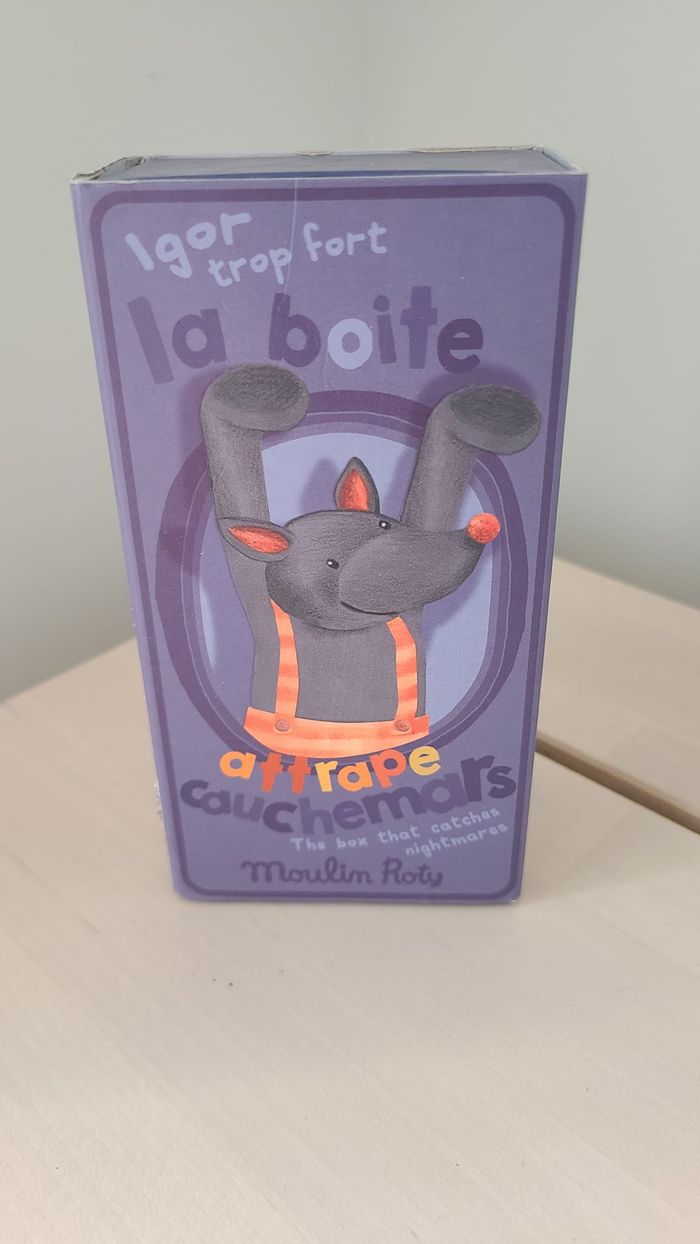 Igor
trop fort
la boite
attrape
cauchemars
The box that catches
nightmares
Moulin Roty